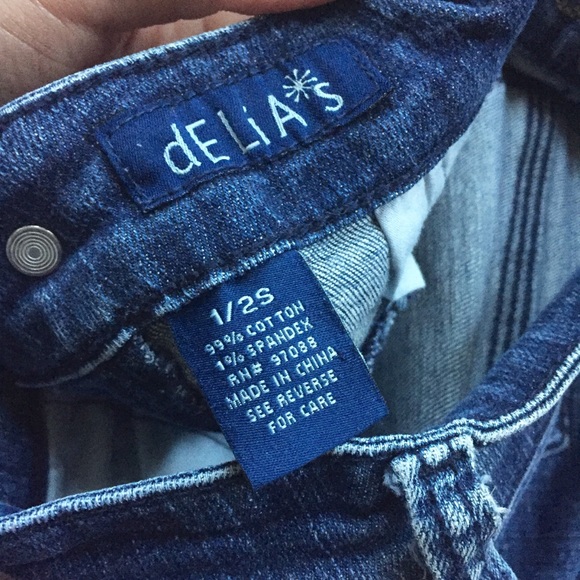 dELiA*s
1/2S
99% COTTON
1% SPANDEX
RN# 97088
MADE IN CHINA
SEE REVERSE
FOR CARE